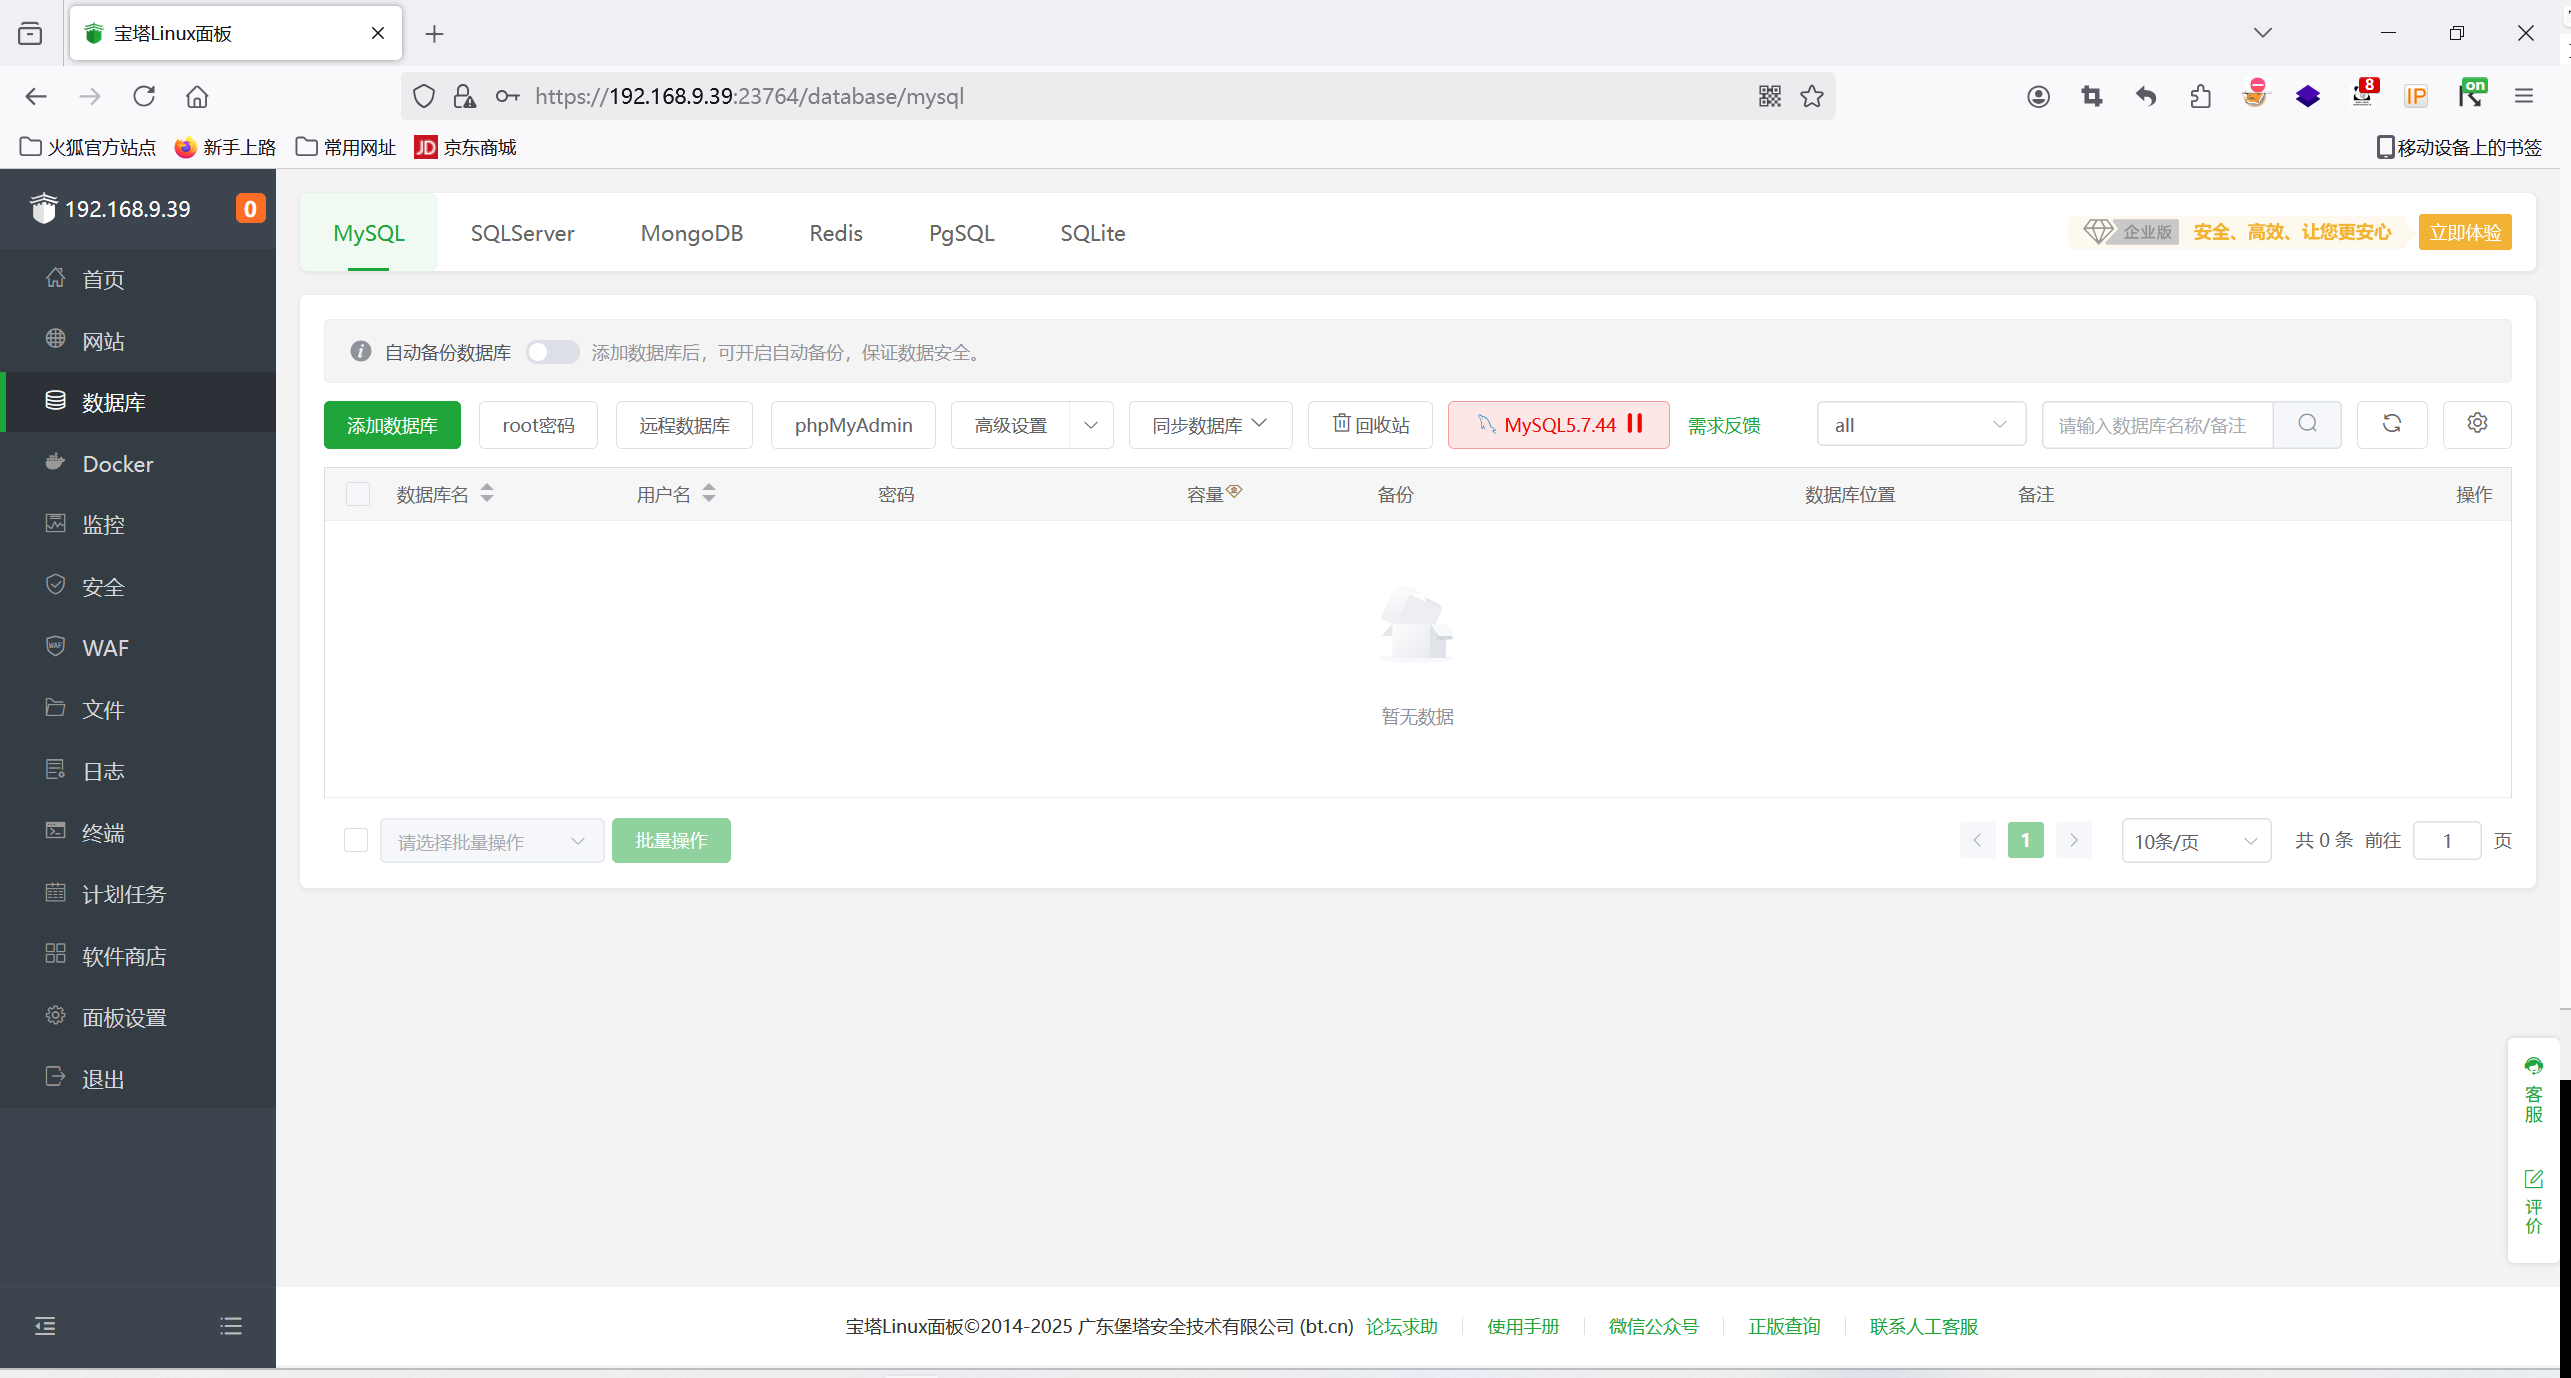 宝塔Linux面板
https://192.168.9.39:23764/database/mysql
8
IP
on
火狐官方站点
新手上路
常用网址
JD 京东商城
移动设备上的书签
192.168.9.39
0
首页
网站
数据库
Docker
监控
安全
WAF
文件
日志
终端
计划任务
软件商店
面板设置
退出
MySQL
SQLServer
MongoDB
Redis
PgSQL
SQLite
企业版
安全、高效、让您更安心
立即体验
自动备份数据库
添加数据库后，可开启自动备份，保证数据安全。
添加数据库
root密码
远程数据库
phpMyAdmin
高级设置
同步数据库
回收站
MySQL5.7.44
需求反馈
all
请输入数据库名称/备注
数据库名
用户名
密码
容量
备份
数据库位置
备注
操作
暂无数据
请选择批量操作
批量操作
1
10条/页
共 0 条
前往
1
页
客服
评价
宝塔Linux面板©2014-2025 广东堡塔安全技术有限公司 (bt.cn)
论坛求助
使用手册
微信公众号
正版查询
联系人工客服